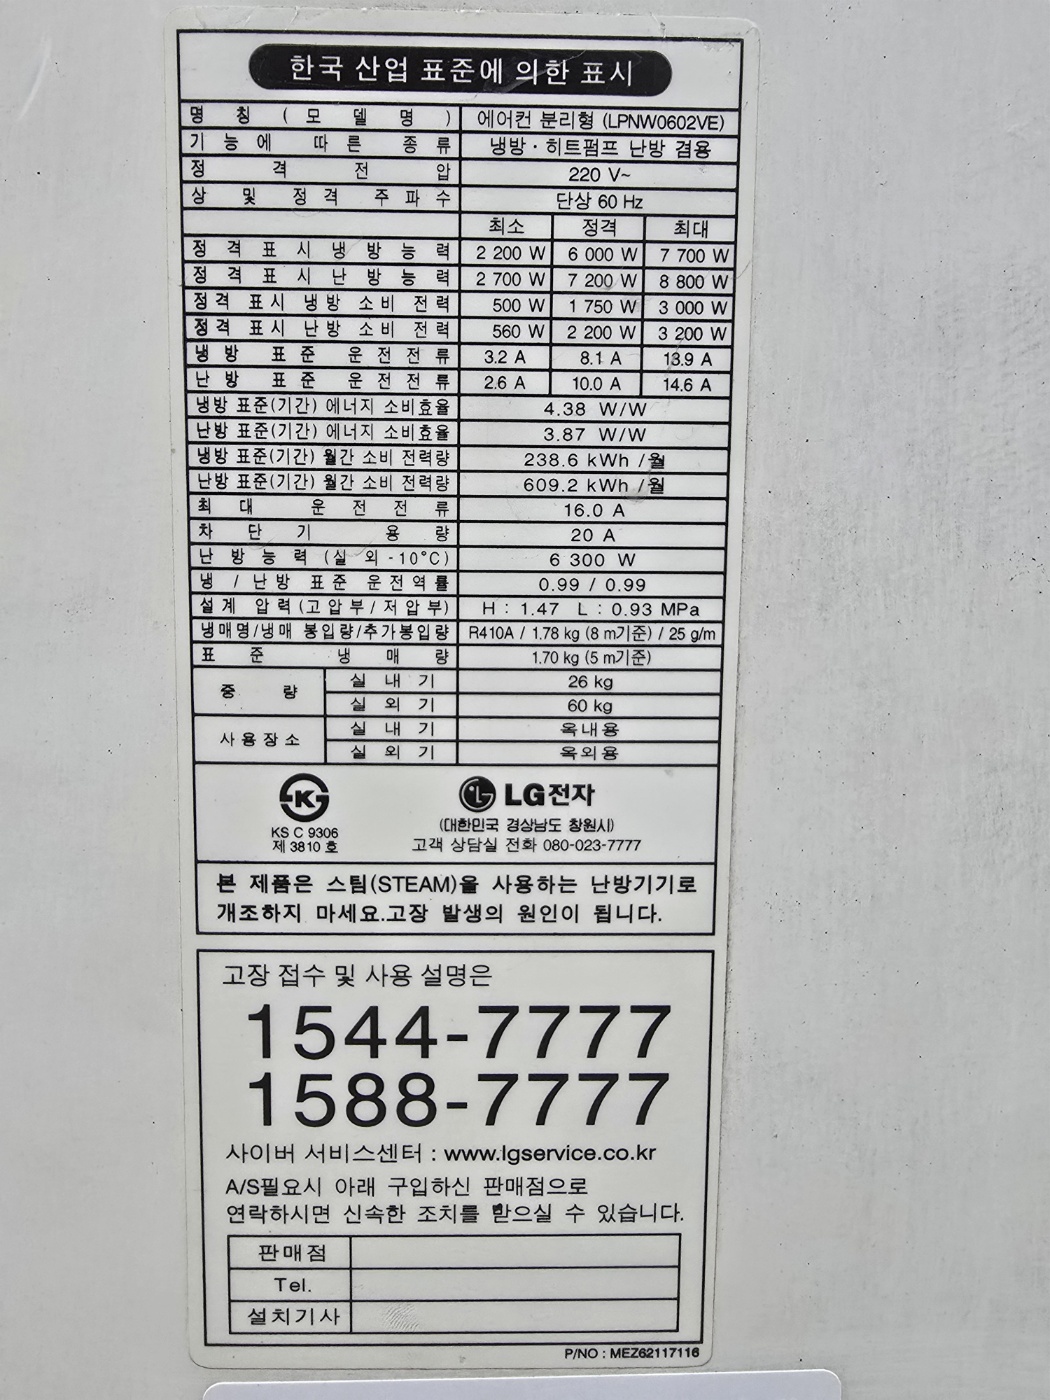 한국 산업 표준에 의한 표시
명 칭 ( 모 델 명 ) 에어컨 분리형 (LPNW0602VE)
기 능 에 따 른 종 류 냉방 · 히트펌프 난방 겸용
정 격 전 압 220 V~
상 및 정 격 주 파 수 단상 60 Hz
최소 정격 최대
정 격 표 시 냉 방 능 력 2 200 W 6 000 W 7 700 W
정 격 표 시 난 방 능 력 2 700 W 7 200 W 8 800 W
정격 표시 냉방 소비 전력 500 W 1 750 W 3 000 W
정격 표시 난방 소비 전력 560 W 2 200 W 3 200 W
냉 방 표 준 운 전 전 류 3.2 A 8.1 A 13.9 A
난 방 표 준 운 전 전 류 2.6 A 10.0 A 14.6 A
냉방 표준(기간) 에너지 소비효율 4.38 W/W
난방 표준(기간) 에너지 소비효율 3.87 W/W
냉방 표준(기간) 월간 소비 전력량 238.6 kWh /월
난방 표준(기간) 월간 소비 전력량 609.2 kWh /월
최 대 운 전 전 류 16.0 A
차 단 기 용 량 20 A
난 방 능 력 (실 외 -10°C) 6 300 W
냉 / 난방 표준 운전역률 0.99 / 0.99
설계 압력(고압부/저압부) H : 1.47 L : 0.93 MPa
냉매명/냉매 봉입량/추가봉입량 R410A / 1.78 kg (8 m기준) / 25 g/m
표 준 냉 매 량 1.70 kg (5 m기준)
중 량 실 내 기 26 kg
실 외 기 60 kg
사용장소 실 내 기 옥내용
실 외 기 옥외용
K
KS C 9306
제 3810 호
LG전자
(대한민국 경상남도 창원시)
고객 상담실 전화 080-023-7777
본 제품은 스팀(STEAM)을 사용하는 난방기기로
개조하지 마세요.고장 발생의 원인이 됩니다.
고장 접수 및 사용 설명은
1544-7777
1588-7777
사이버 서비스센터 : www.lgservice.co.kr
A/S필요시 아래 구입하신 판매점으로
연락하시면 신속한 조치를 받으실 수 있습니다.
판매점
Tel.
설치기사
P/NO : MEZ62117116